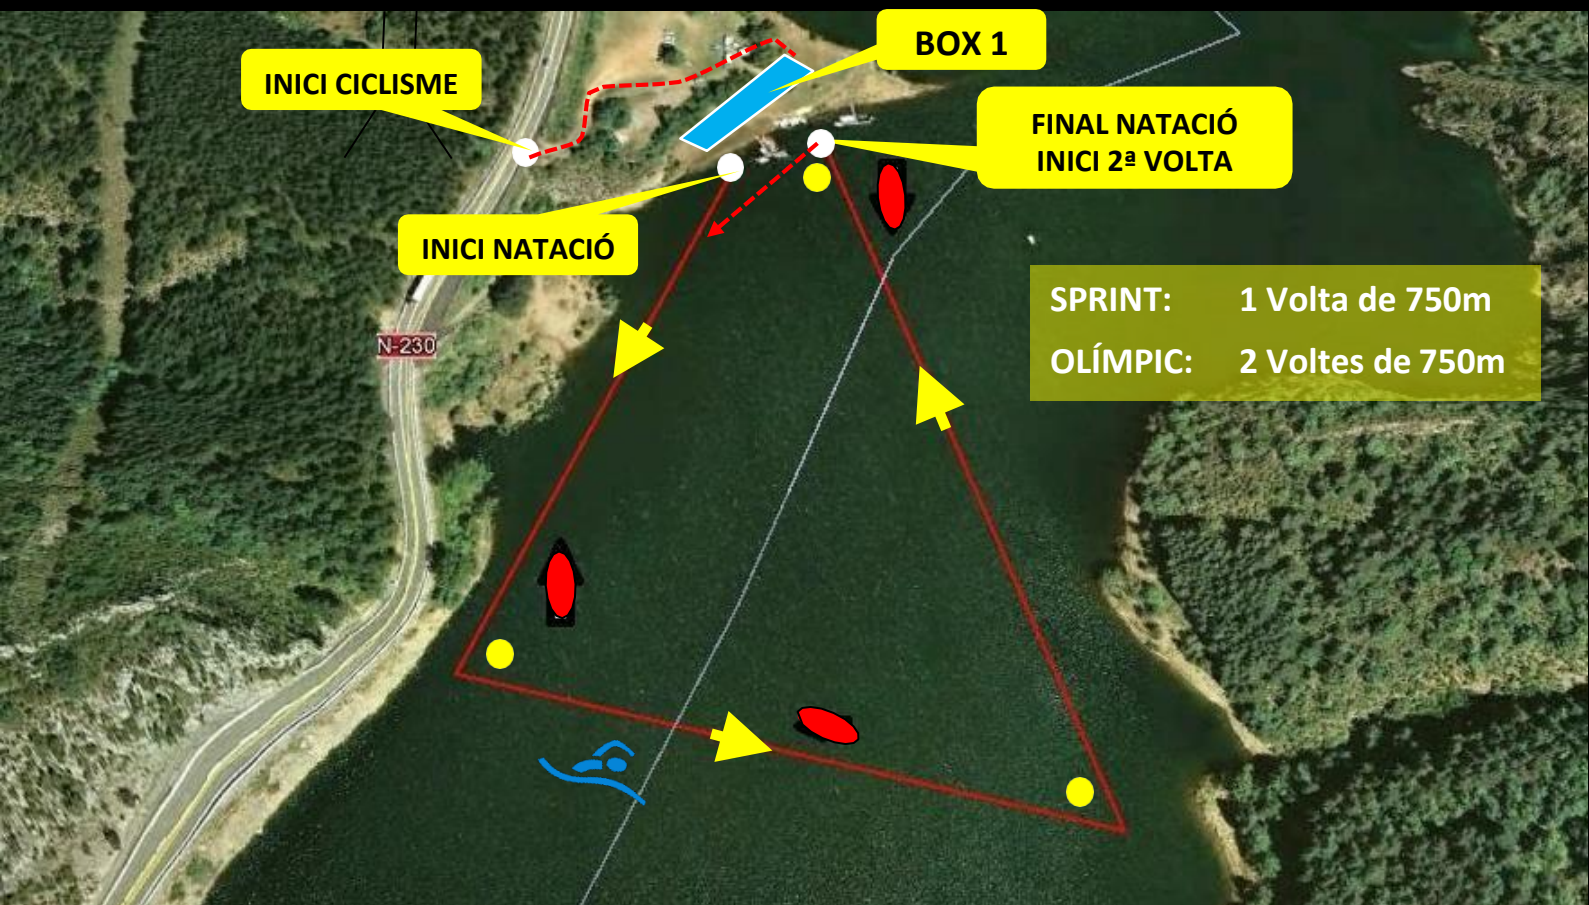 BOX 1
INICI CICLISME
FINAL NATACIÓ
INICI 2ª VOLTA
INICI NATACIÓ
SPRINT: 1 Volta de 750m
OLÍMPIC: 2 Voltes de 750m
N-230